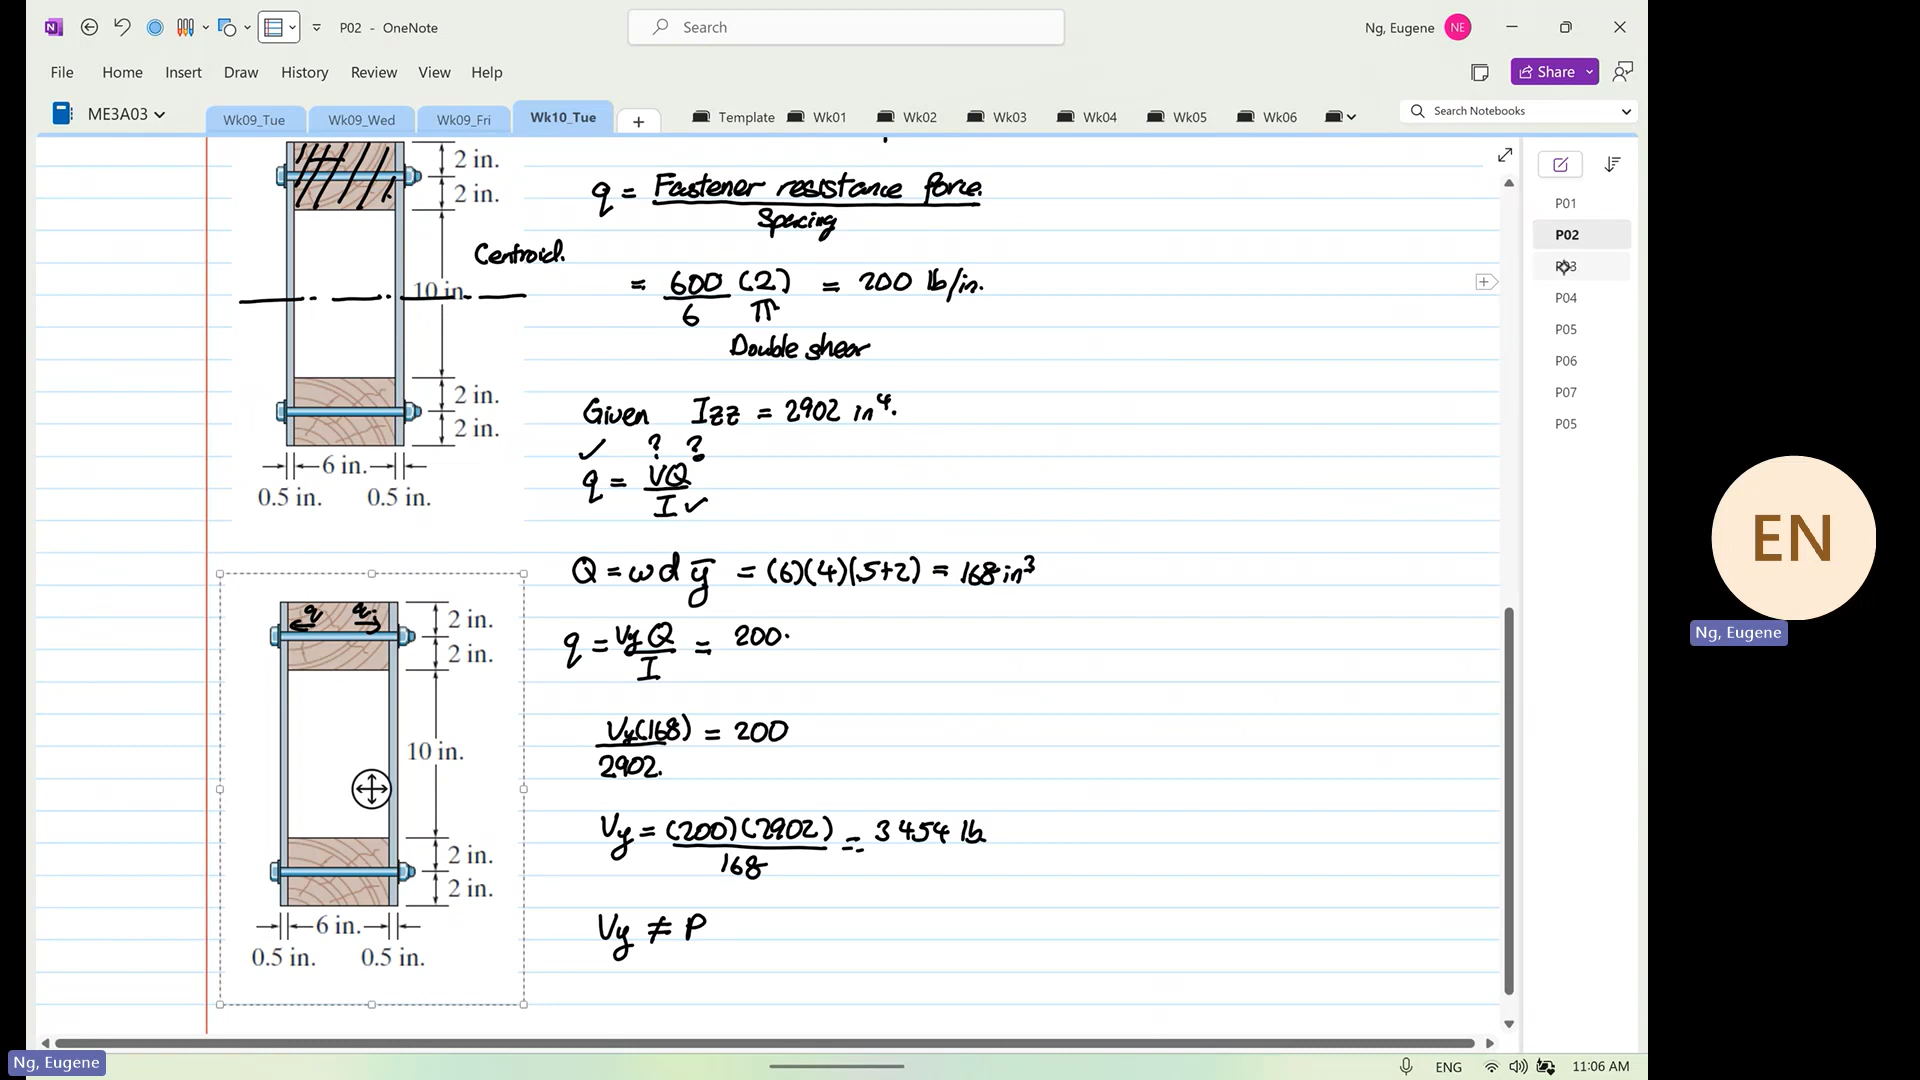 P02 - OneNote
Search
Ng, Eugene
NE
File Home Insert Draw History Review View Help
Share
ME3A03
Wk09_Tue Wk09_Wed Wk09_Fri Wk10_Tue + Template Wk01 Wk02 Wk03 Wk04 Wk05 Wk06
Search Notebooks
2 in.
2 in.
10 in.
2 in.
2 in.
6 in.
0.5 in. 0.5 in.
Centroid.
q = Fastener resistance force. / Spacing
= 600 / 6 (2) = 200 lb/in.
Double shear
Given Izz = 2902 in⁴.
✓ ? ?
q = VQ / I ✓
Q = w d ȳ = (6)(4)(5+2) = 168 in³
q = VyQ / I = 200.
Vy(168) / 2902. = 200
Vy = (200)(2902) / 168 = 3454 lb
Vy ≠ P
q q
2 in.
2 in.
10 in.
2 in.
2 in.
6 in.
0.5 in. 0.5 in.
P01
P02
P03
P04
P05
P06
P07
P05
EN
Ng, Eugene
Ng, Eugene
ENG
11:06 AM